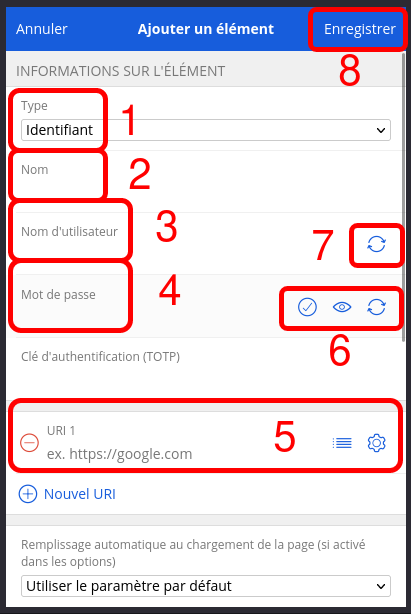 Annuler Ajouter un élément Enregistrer
8
INFORMATIONS SUR L'ÉLÉMENT
Type
Identifiant
1
Nom
2
Nom d'utilisateur
3
7
Mot de passe
4
6
Clé d'authentification (TOTP)
URI 1
ex. https://google.com
5
Nouvel URI
Remplissage automatique au chargement de la page (si activé
dans les options)
Utiliser le paramètre par défaut